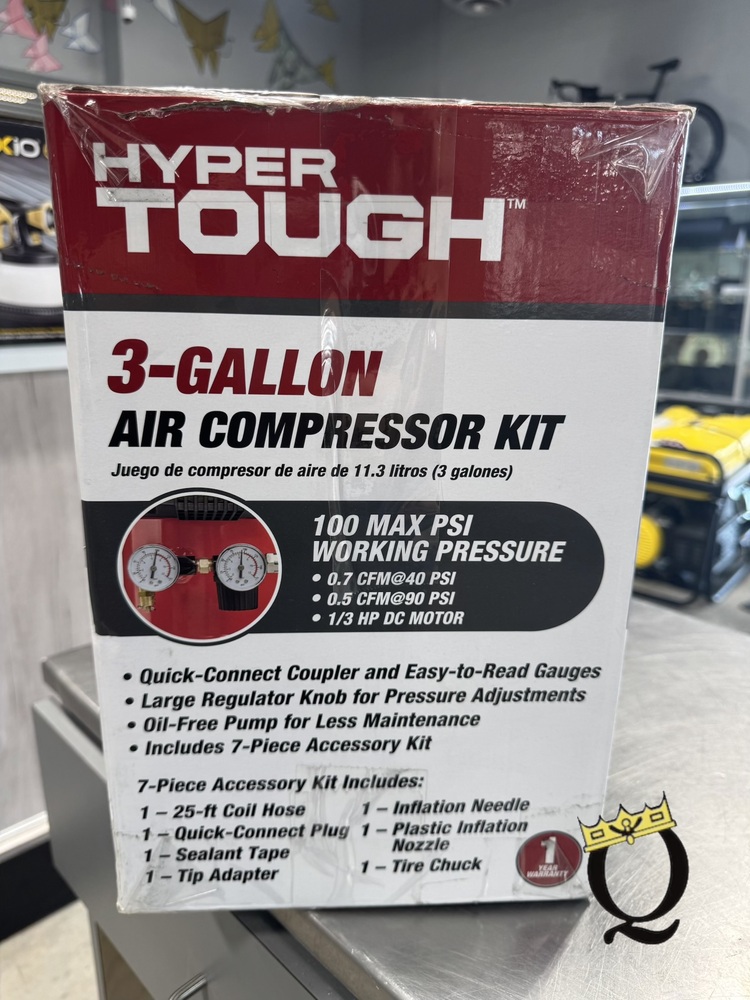 XiO
HYPER
TOUGH™
3-GALLON
AIR COMPRESSOR KIT
Juego de compresor de aire de 11.3 litros (3 galones)
100 MAX PSI
WORKING PRESSURE
• 0.7 CFM@40 PSI
• 0.5 CFM@90 PSI
• 1/3 HP DC MOTOR
• Quick-Connect Coupler and Easy-to-Read Gauges
• Large Regulator Knob for Pressure Adjustments
• Oil-Free Pump for Less Maintenance
• Includes 7-Piece Accessory Kit
7-Piece Accessory Kit Includes:
1 – 25-ft Coil Hose
1 – Quick-Connect Plug
1 – Sealant Tape
1 – Tip Adapter
1 – Inflation Needle
1 – Plastic Inflation
Nozzle
1 – Tire Chuck
1
YEAR
WARRANTY
Q